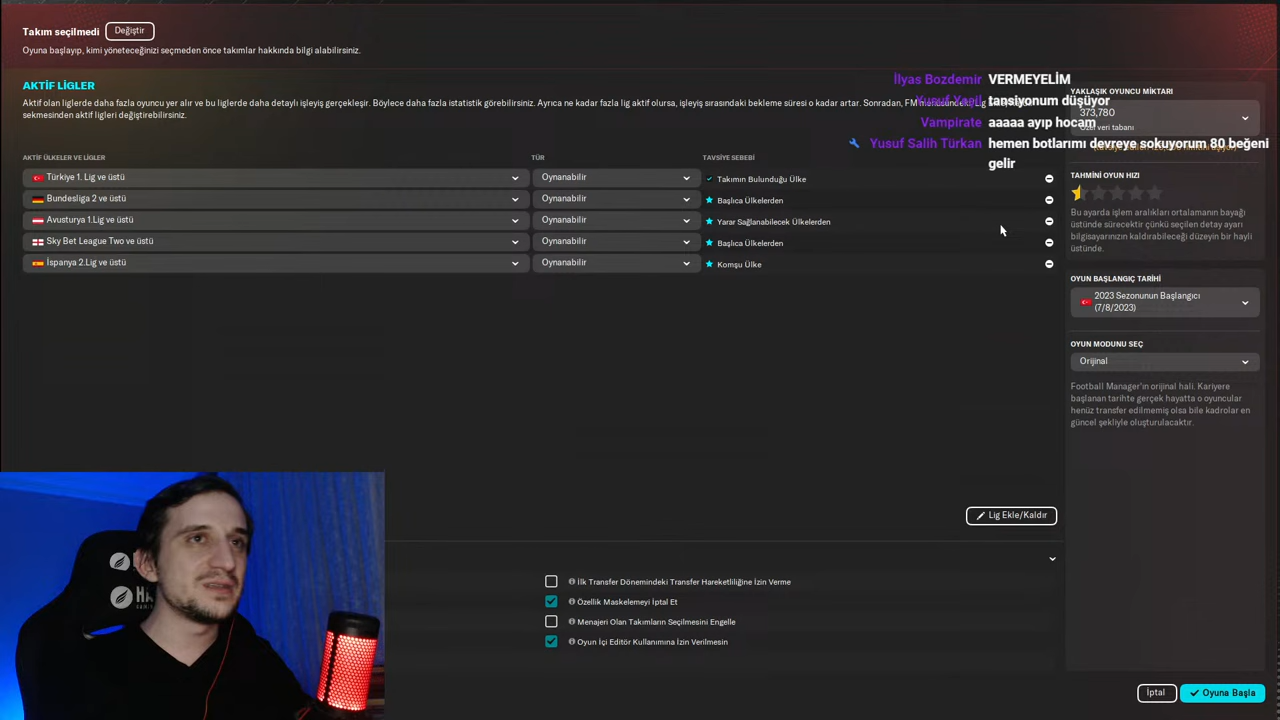 Takım seçilmedi
Değiştir
Oyuna başlayıp, kimi yöneteceğinizi seçmeden önce takımlar hakkında bilgi alabilirsiniz.
AKTİF LİGLER
Aktif olan liglerde daha fazla oyuncu yer alır ve bu liglerde daha detaylı işleyiş gerçekleşir. Böylece daha fazla istatistik görebilirsiniz. Ayrıca ne kadar fazla lig aktif olursa, işleyiş sırasındaki bekleme süresi o kadar artar. Sonradan, FM
sekmesinden aktif ligleri değiştirebilirsiniz.
İlyas Bozdemir VERMEYELİM
tansiyonum düşüyor
Vampirate aaaaa ayıp hocam
Yusuf Salih Türkan hemen botlarımı devreye sokuyorum 80 beğeni
gelir
AKTİF ÜLKELER VE LİGLER
TÜR
TAVSİYE SEBEBİ
Türkiye 1. Lig ve üstü
Oynanabilir
Takımın Bulunduğu Ülke
Bundesliga 2 ve üstü
Oynanabilir
Başlıca Ülkelerden
Avusturya 1.Lig ve üstü
Oynanabilir
Yarar Sağlanabilecek Ülkelerden
Sky Bet League Two ve üstü
Oynanabilir
Başlıca Ülkelerden
İspanya 2.Lig ve üstü
Oynanabilir
Komşu Ülke
Lig Ekle/Kaldır
İlk Transfer Dönemindeki Transfer Hareketliliğine İzin Verme
Özellik Maskelemeyi İptal Et
Menajeri Olan Takımların Seçilmesini Engelle
Oyun İçi Editör Kullanımına İzin Verilmesin
YAKLAŞIK OYUNCU MİKTARI
373,780
Özel veri tabanı
TAHMİNİ OYUN HIZI
Bu ayarda işlem aralıkları ortalamanın bayağı
üstünde sürecektir çünkü seçilen detay ayarı
bilgisayarınızın kaldırabileceği düzeyin bir hayli
üstünde.
OYUN BAŞLANGIÇ TARİHİ
2023 Sezonunun Başlangıcı
(7/8/2023)
OYUN MODUNU SEÇ
Orijinal
Football Manager'ın orijinal hali. Kariyere
başlanan tarihte gerçek hayatta o oyuncular
henüz transfer edilmemiş olsa bile kadrolar en
güncel şekliyle oluşturulacaktır.
İptal
Oyuna Başla